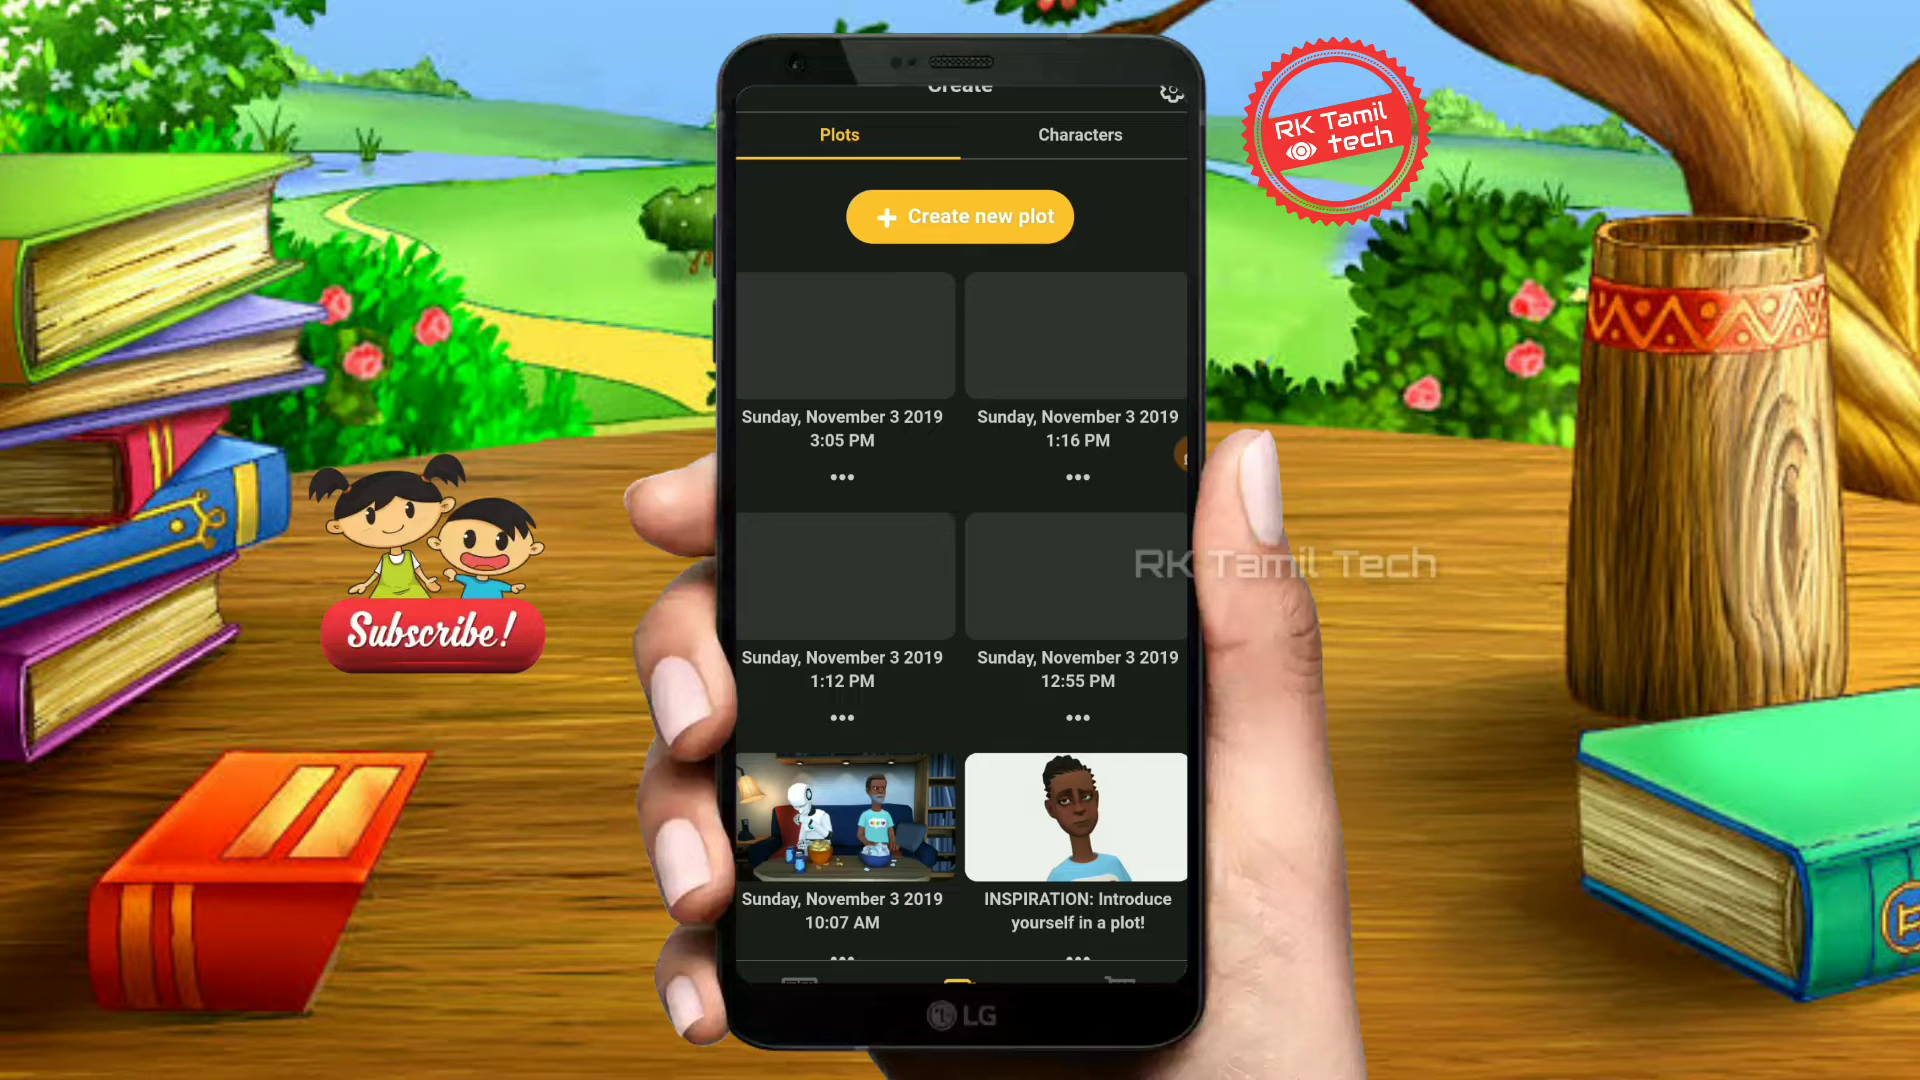 Create
Plots
Characters
RK Tamil
tech
+ Create new plot
Sunday, November 3 2019
3:05 PM
Sunday, November 3 2019
1:16 PM
Sunday, November 3 2019
1:12 PM
Sunday, November 3 2019
12:55 PM
RK Tamil Tech
Subscribe!
Sunday, November 3 2019
10:07 AM
INSPIRATION: Introduce
yourself in a plot!
LG